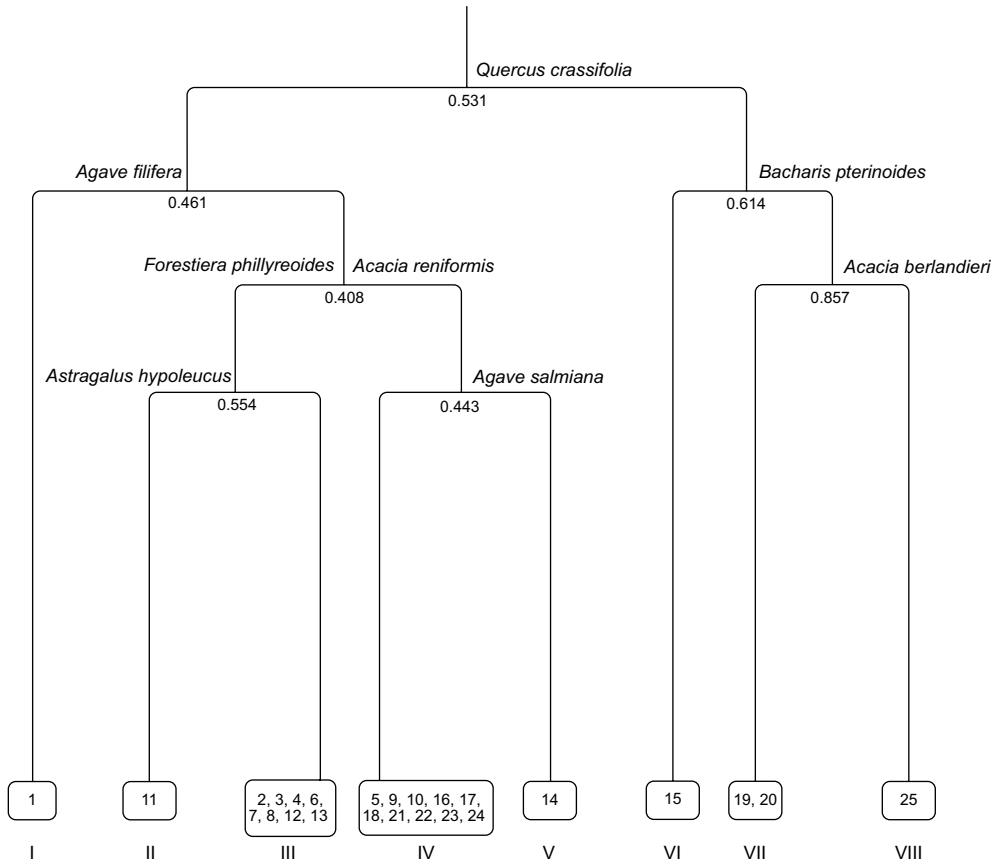 Quercus crassifolia
0.531
Agave filifera
Bacharis pterinoides
0.461
0.614
Forestiera phillyreoides
Acacia reniformis
Acacia berlandieri
0.408
0.857
Astragalus hypoleucus
Agave salmiana
0.554
0.443
1
11
2, 3, 4, 6,
7, 8, 12, 13
5, 9, 10, 16, 17,
18, 21, 22, 23, 24
14
15
19, 20
25
I
II
III
IV
V
VI
VII
VIII